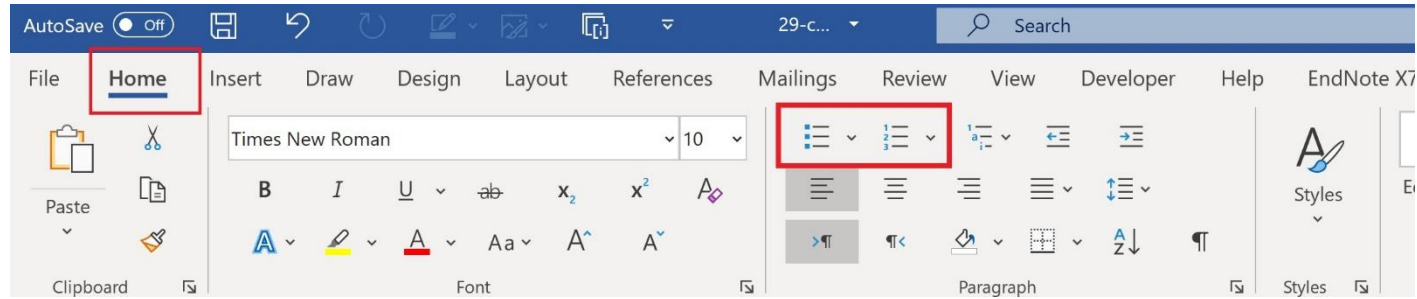 AutoSave Off 29-c... Search
File Home Insert Draw Design Layout References Mailings Review View Developer Help EndNote X7
Times New Roman 10
Paste B I U ab x₂ x² A Styles
A A Aa A A
Clipboard Font Paragraph Styles